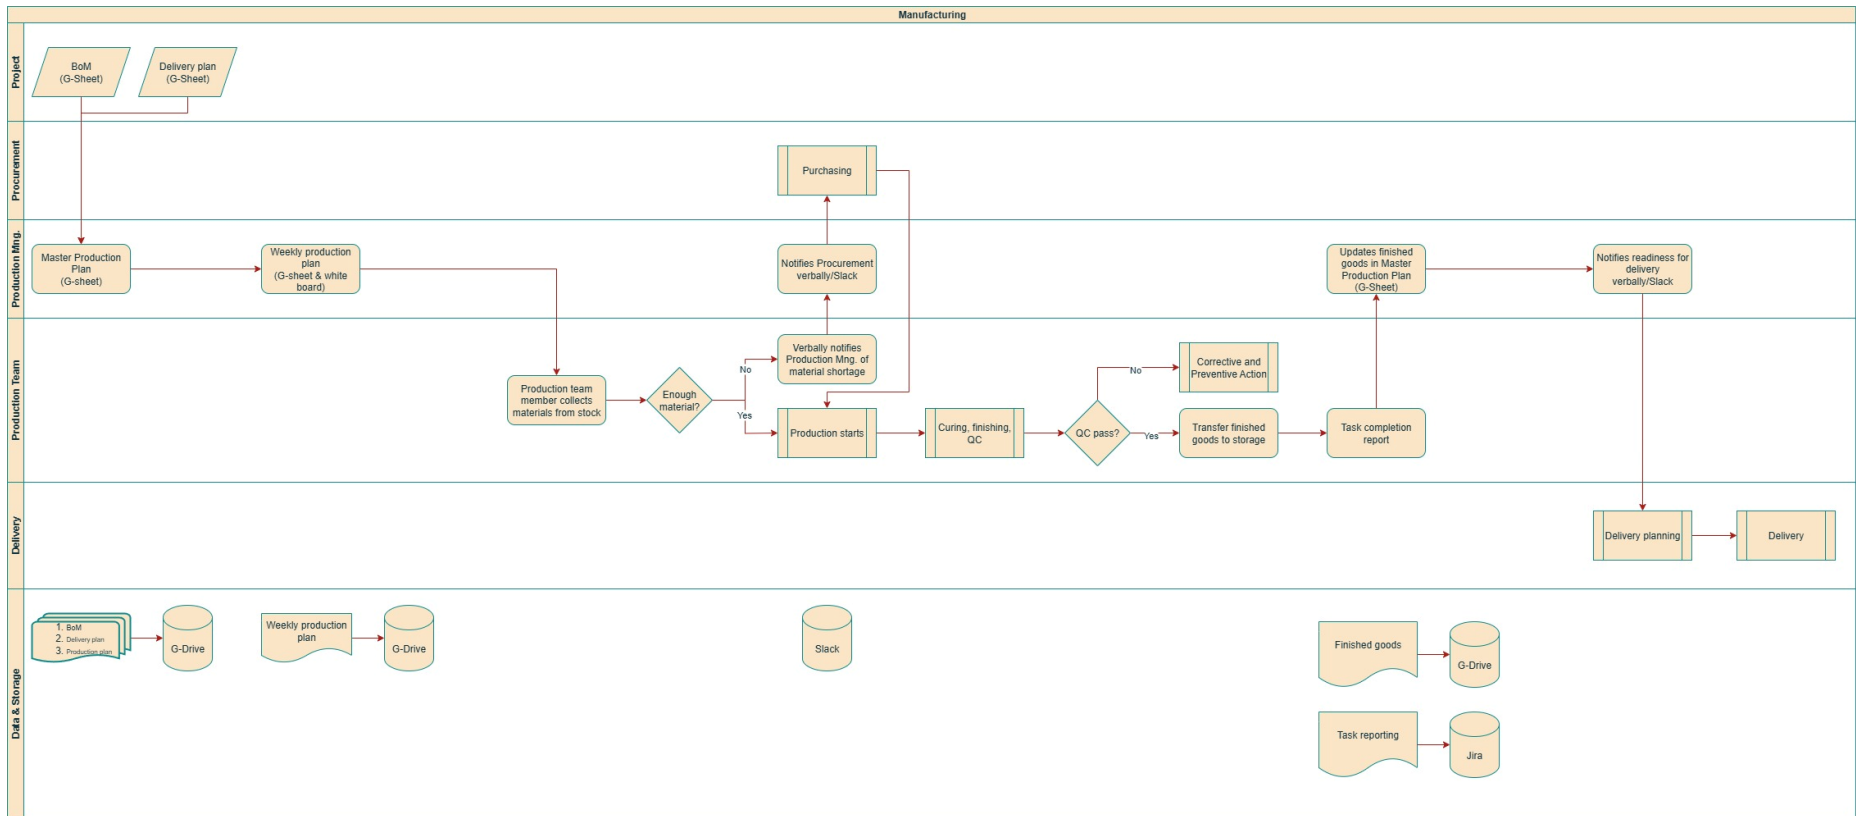 Manufacturing
Project
BoM
(G-Sheet)
Delivery plan
(G-Sheet)
Procurement
Purchasing
Production Mng.
Master Production
Plan
(G-sheet)
Weekly production
plan
(G-sheet & white
board)
Notifies Procurement
verbally/Slack
Updates finished
goods in Master
Production Plan
(G-Sheet)
Notifies readiness for
delivery
verbally/Slack
Production Team
Production team
member collects
materials from stock
Enough
material?
No
Yes
Verbally notifies
Production Mng. of
material shortage
Production starts
Curing, finishing,
QC
QC pass?
No
Yes
Corrective and
Preventive Action
Transfer finished
goods to storage
Task completion
report
Delivery
Delivery planning
Delivery
Data & Storage
1. BoM
2. Delivery plan
3. Production plan
G-Drive
Weekly production
plan
G-Drive
Slack
Finished goods
G-Drive
Task reporting
Jira